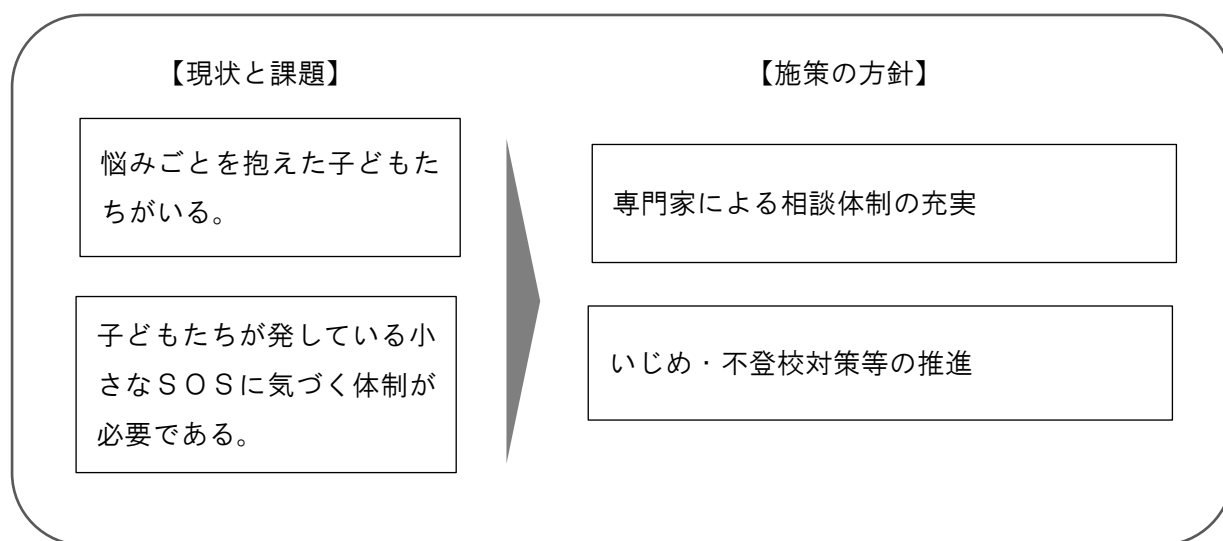 【現状と課題】
悩みごとを抱えた子どもた
ちがいる。
子どもたちが発している小
さなSOSに気づく体制が
必要である。
【施策の方針】
専門家による相談体制の充実
いじめ・不登校対策等の推進